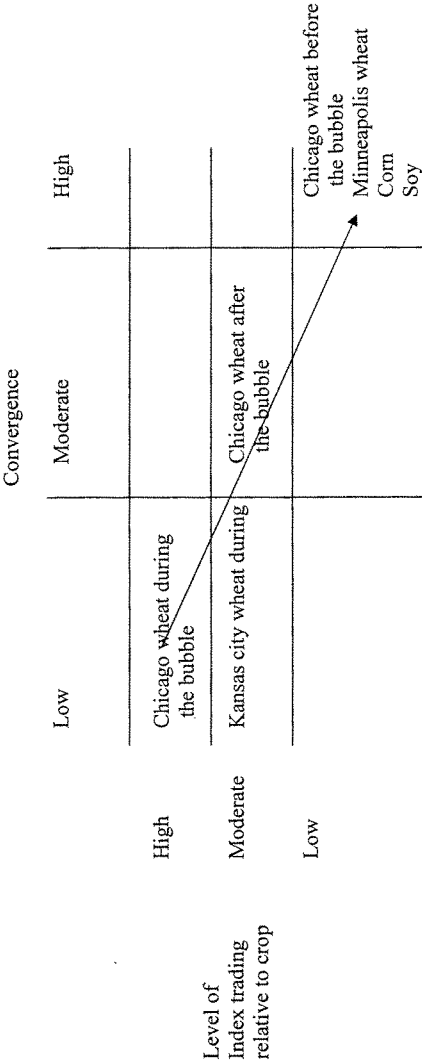 Convergence
Low Moderate High
Level of
Index trading
relative to crop
High
Chicago wheat during
the bubble
Moderate
Kansas city wheat during
Chicago wheat after
the bubble
Low
Chicago wheat before
the bubble
Minneapolis wheat
Corn
Soy